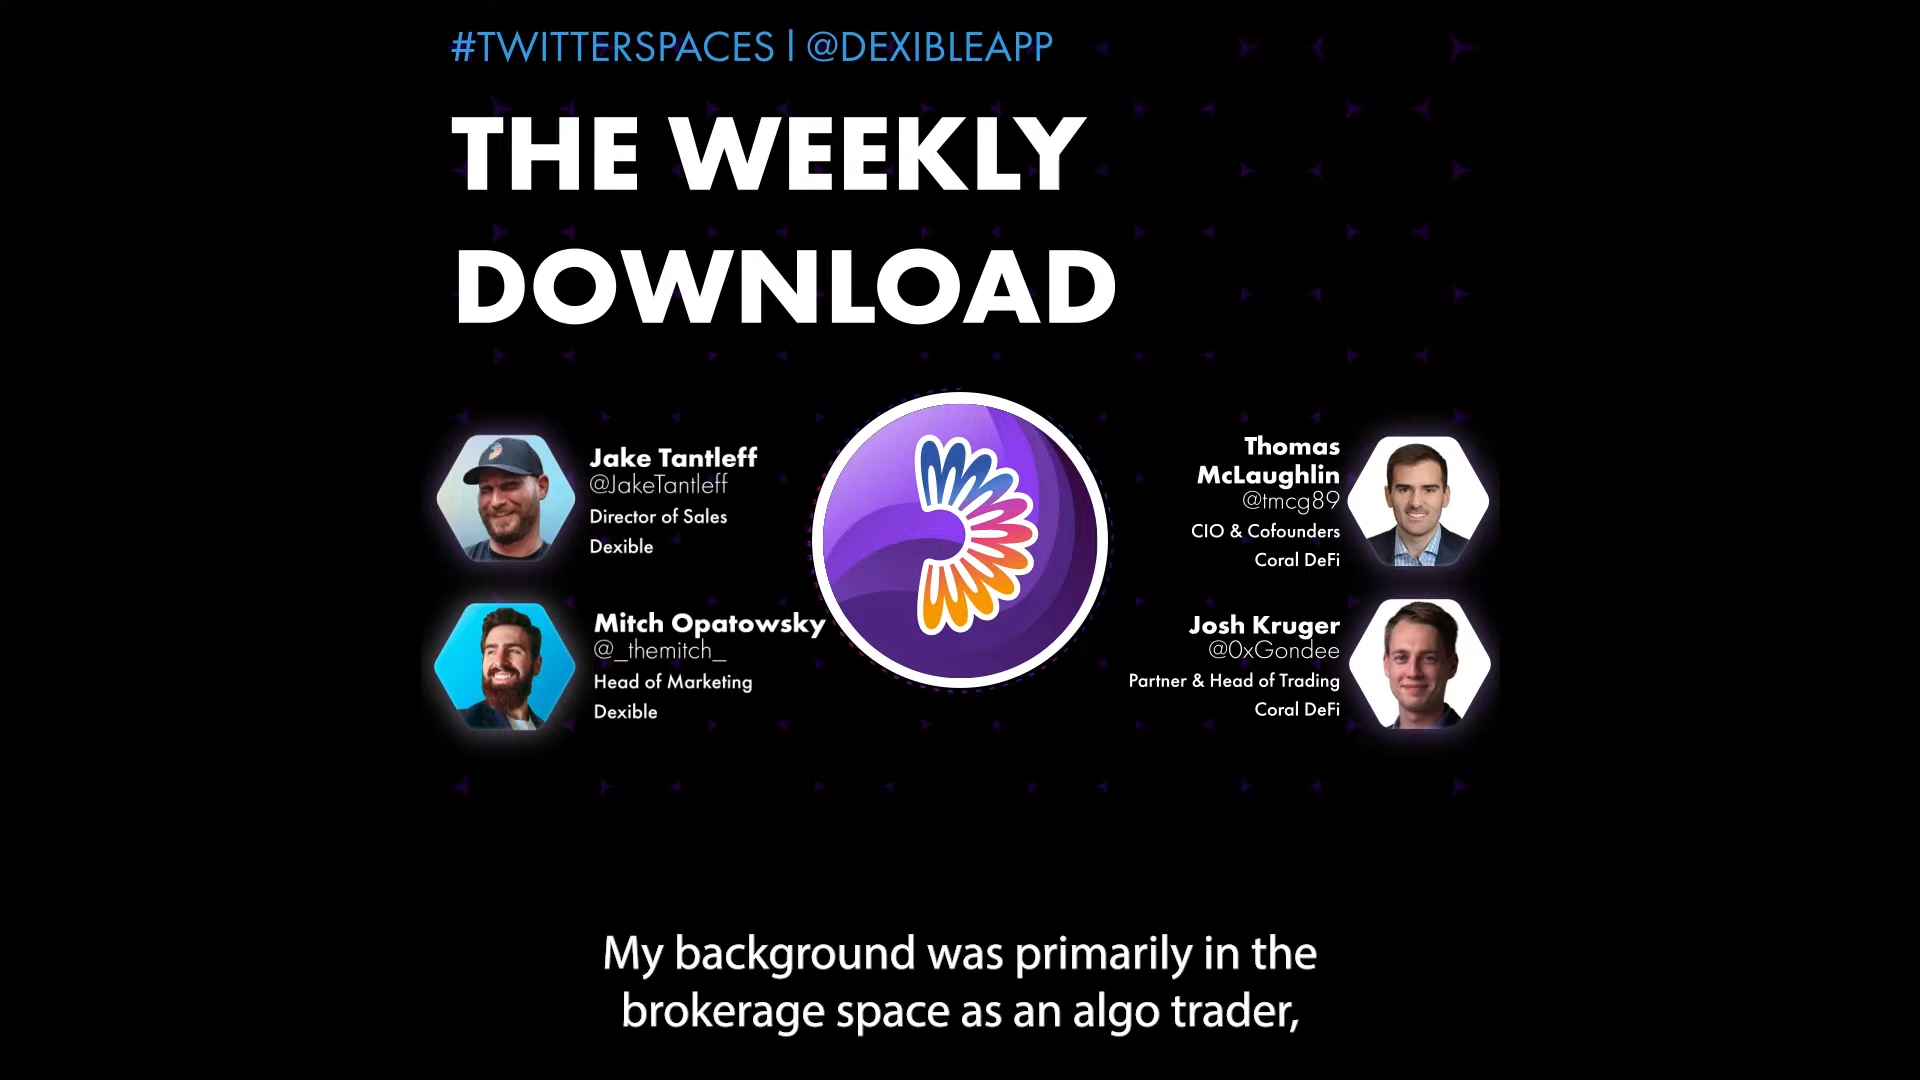 #TWITTERSPACES | @DEXIBLEAPP
THE WEEKLY
DOWNLOAD
Jake Tantleff
@JakeTantleff
Director of Sales
Dexible
Mitch Opatowsky
@_themitch_
Head of Marketing
Dexible
Thomas
McLaughlin
@tmcg89
CIO & Cofounders
Coral DeFi
Josh Kruger
@0xGondee
Partner & Head of Trading
Coral DeFi
My background was primarily in the
brokerage space as an algo trader,